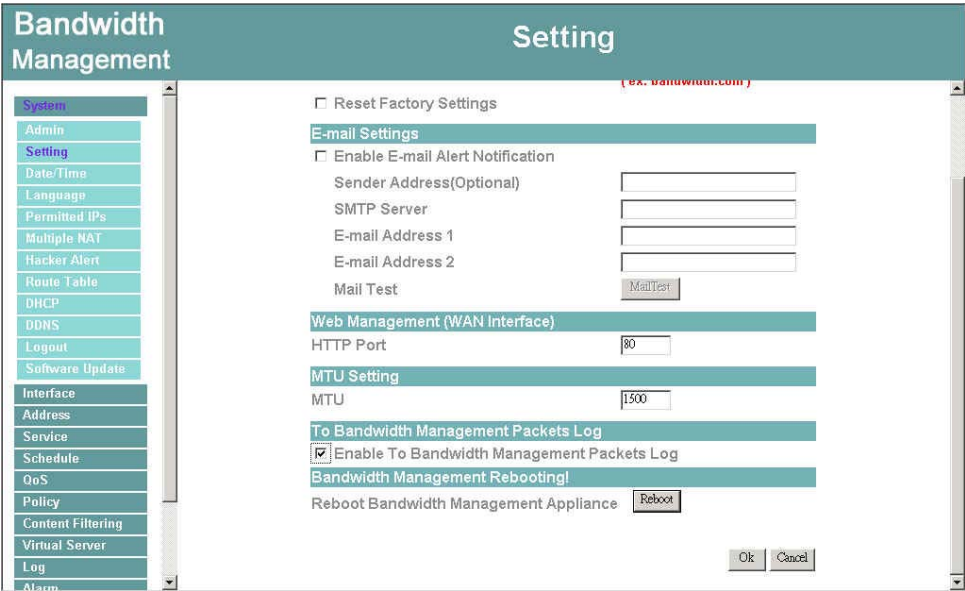 Bandwidth
Management
Setting
System
Admin
Setting
Date/Time
Language
Permitted IPs
Multiple NAT
Hacker Alert
Route Table
DHCP
DDNS
Logout
Software Update
Interface
Address
Service
Schedule
QoS
Policy
Content Filtering
Virtual Server
Log
Alarm
( ex. bandwidth.com )
Reset Factory Settings
E-mail Settings
Enable E-mail Alert Notification
Sender Address(Optional)
SMTP Server
E-mail Address 1
E-mail Address 2
Mail Test MailTest
Web Management (WAN Interface)
HTTP Port 80
MTU Setting
MTU 1500
To Bandwidth Management Packets Log
Enable To Bandwidth Management Packets Log
Bandwidth Management Rebooting!
Reboot Bandwidth Management Appliance Reboot
Ok Cancel